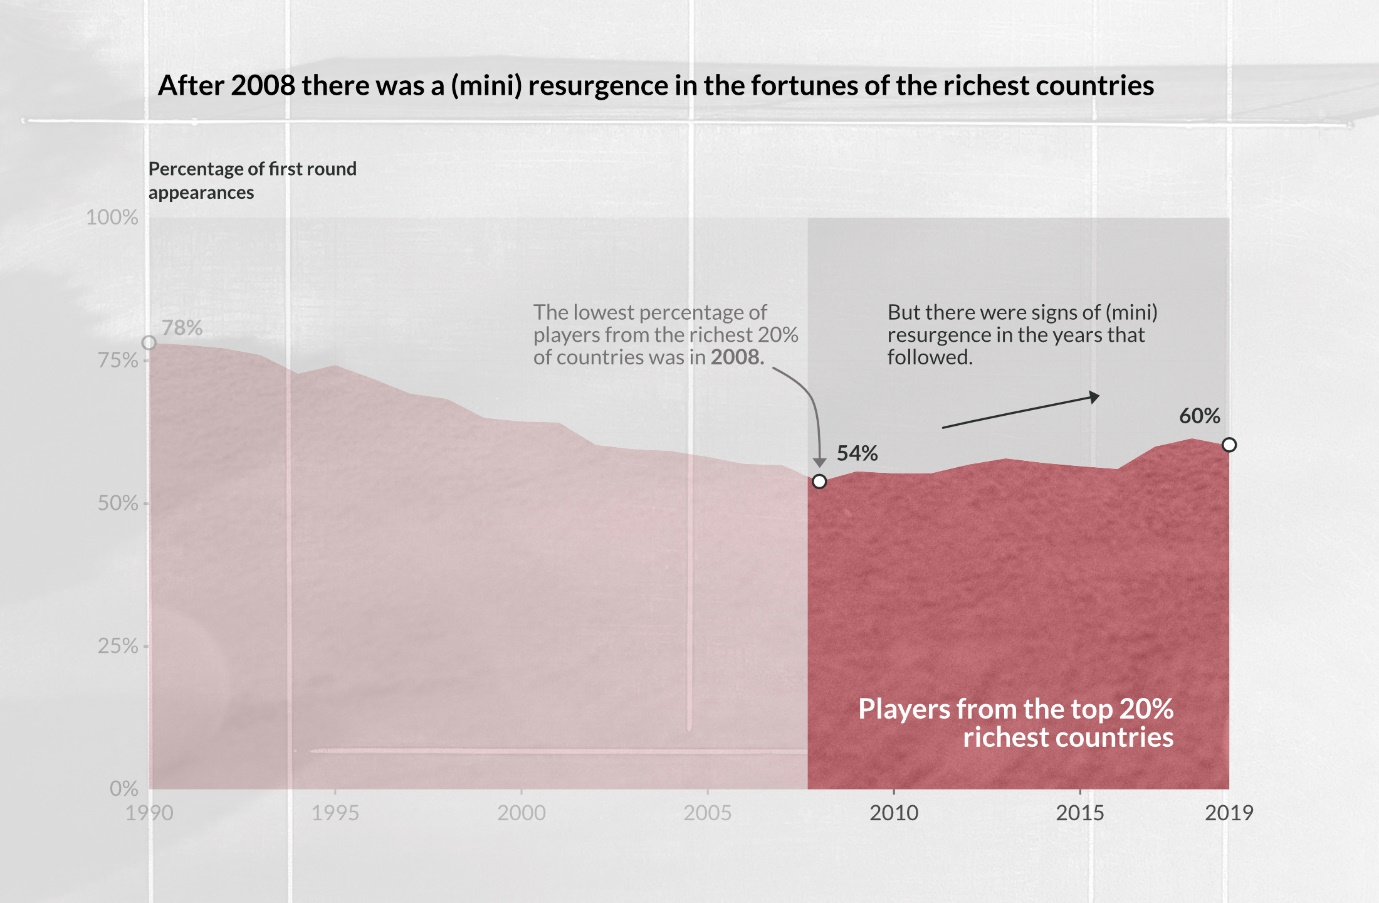 After 2008 there was a (mini) resurgence in the fortunes of the richest countries
Percentage of first round
appearances
100%
The lowest percentage of
players from the richest 20%
of countries was in 2008.
But there were signs of (mini)
resurgence in the years that
followed.
78%
75%
60%
54%
50%
25%
Players from the top 20%
richest countries
0%
1990 1995 2000 2005 2010 2015 2019